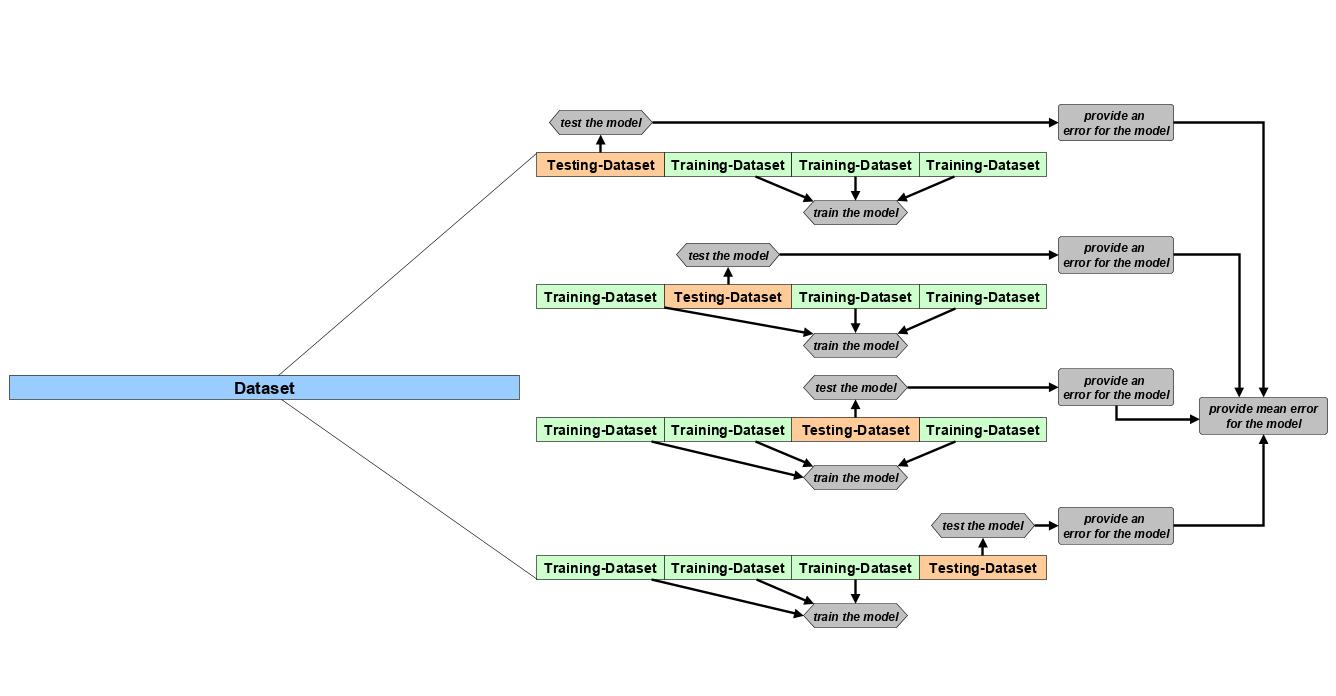 test the model
provide an
error for the model
Testing-Dataset Training-Dataset Training-Dataset Training-Dataset
train the model
test the model
provide an
error for the model
Training-Dataset Testing-Dataset Training-Dataset Training-Dataset
train the model
Dataset
test the model
provide an
error for the model
provide mean error
for the model
Training-Dataset Training-Dataset Testing-Dataset Training-Dataset
train the model
test the model
provide an
error for the model
Training-Dataset Training-Dataset Training-Dataset Testing-Dataset
train the model